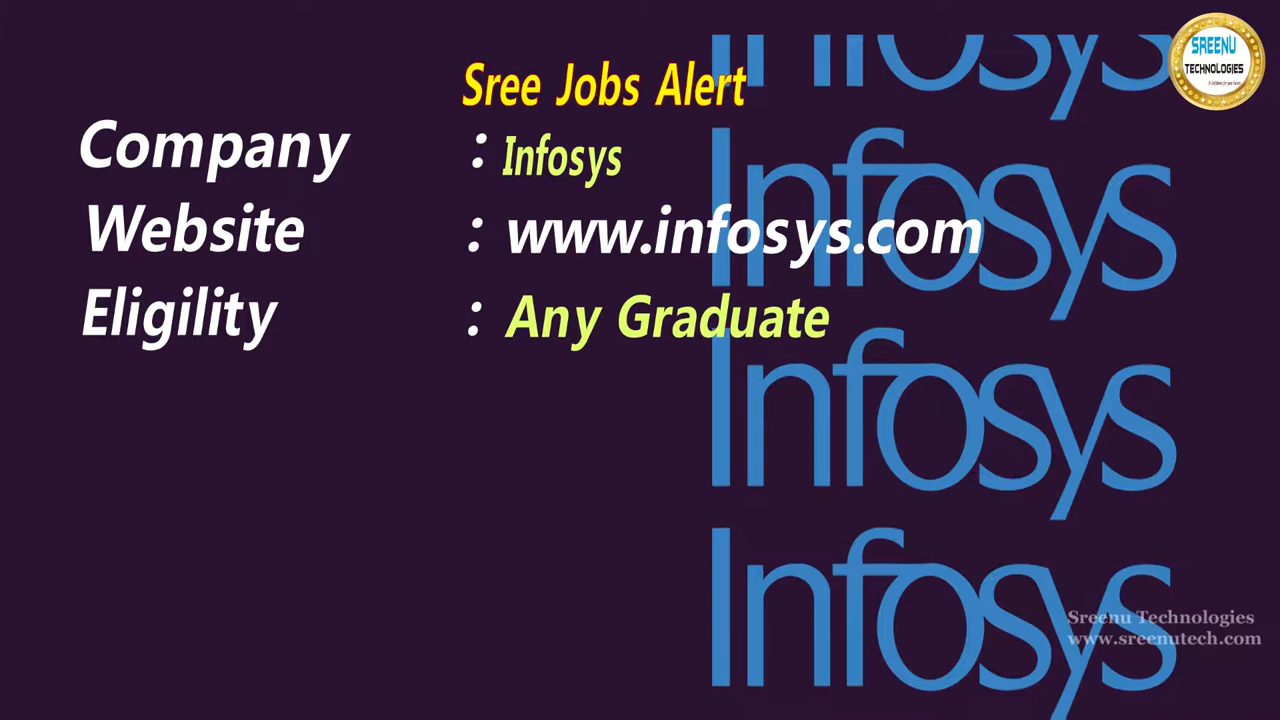 Infosys
SREENU
TECHNOLOGIES
Sree Jobs Alert
Company : Infosys
Infosys
Website : www.infosys.com
Eligility : Any Graduate
Infosys
Infosys
Sreenu Technologies
www.sreenutech.com